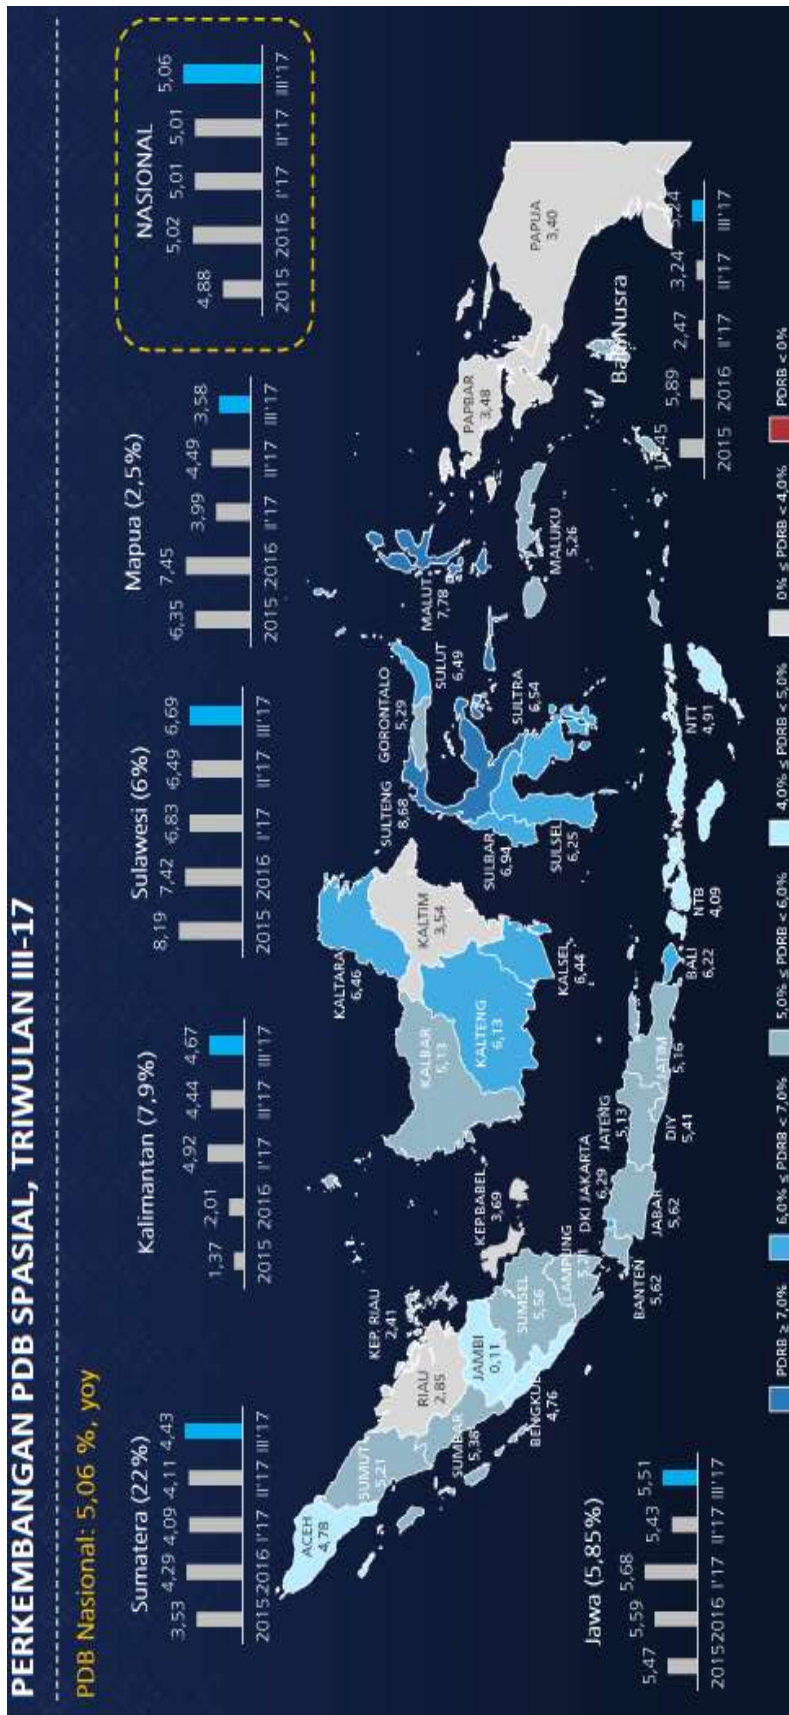 PERKEMBANGAN PDB SPASIAL, TRIWULAN III-17
PDB Nasional: 5,06 %, yoy
Sumatera (22%)
3,53 4,29 4,09 4,11 4,43
2015 2016 I'17 II'17 III'17
Kalimantan (7,9%)
1,37 2,01 4,92 4,44 4,67
2015 2016 I'17 II'17 III'17
Sulawesi (6%)
8,19 7,42 6,83 6,49 6,69
2015 2016 I'17 II'17 III'17
Mapua (2,5%)
6,35 7,45 3,99 4,49 3,58
2015 2016 II'17 II'17 III'17
NASIONAL
4,88 5,02 5,01 5,01 5,06
2015 2016 I'17 II'17 III'17
ACEH
4,78
SUMUT
5,21
RIAU
2,85
KEP. RIAU
2,41
SUMBAR
5,38
JAMBI
0,11
BENGKUL
4,76
SUMSEL
5,56
LAMPUNG
KEP.BABEL
3,69
KALBAR
5,13
KALTENG
6,13
KALTARA
6,46
KALTIM
3,54
KALSEL
6,44
SULTENG
8,68
GORONTALO
5,29
SULUT
6,49
SULBAR
6,94
SULSEL
6,25
SULTRA
6,54
MALUT
7,78
MALUKU
5,26
PAPBAR
3,48
PAPUA
3,40
BANTEN
5,62
DKI JAKARTA
6,29
JABAR
5,62
JATENG
5,13
DIY
5,41
JATIM
5,16
BALI
6,22
NTB
4,09
NTT
4,91
Jawa (5,85%)
5,47 5,59 5,68 5,43 5,51
2015 2016 I'17 II'17 III'17
5,89 2,47 3,24 5,24
2015 2016 II'17 II'17 III'17
PDRB ≥ 7,0%
6,0% ≤ PDRB < 7,0%
5,0% ≤ PDRB < 6,0%
4,0% ≤ PDRB < 5,0%
0% ≤ PDRB < 4,0%
PDRB < 0%